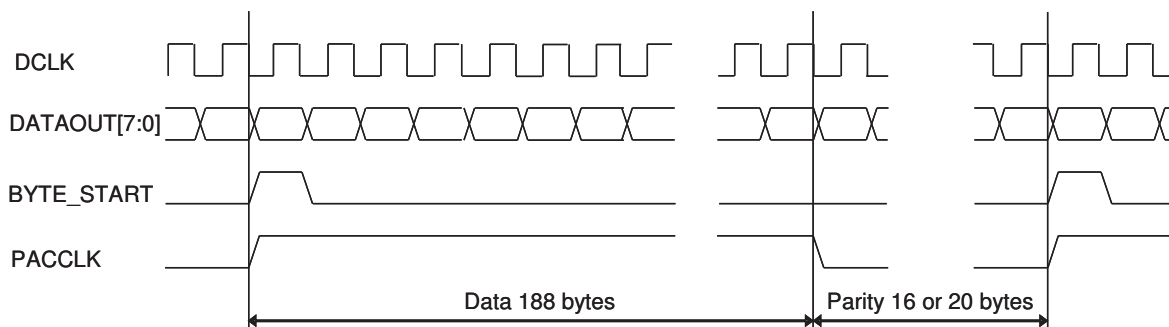 DCLK
DATAOUT[7:0]
BYTE_START
PACCLK
Data 188 bytes
Parity 16 or 20 bytes